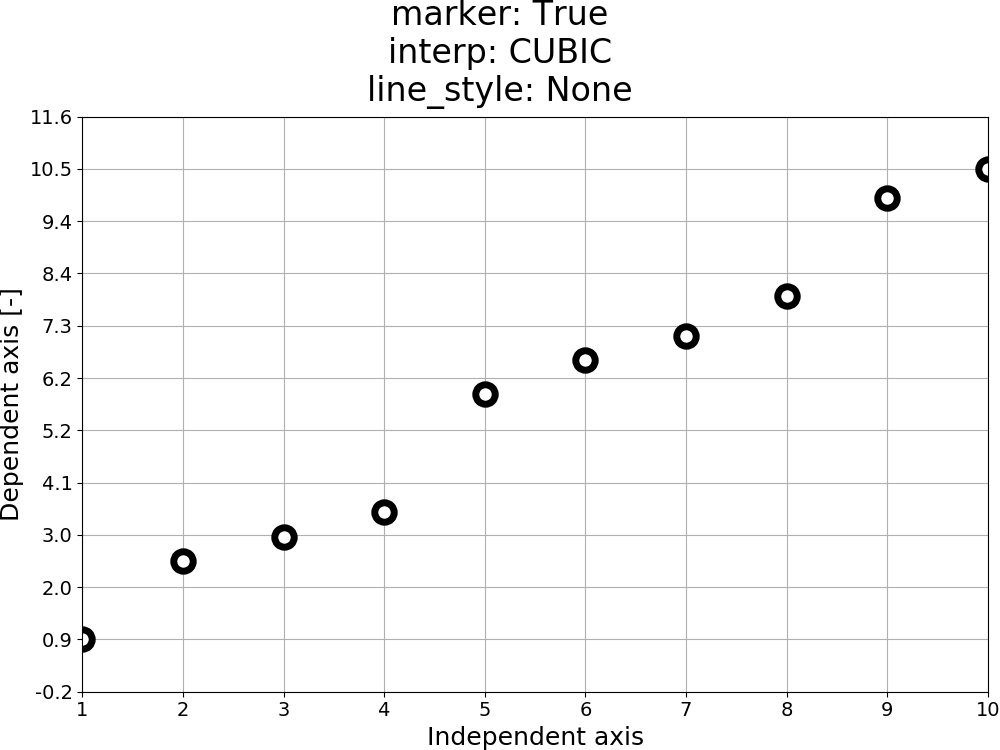 marker: True
interp: CUBIC
line_style: None
11.6
10.5
9.4
8.4
7.3
6.2
5.2
4.1
3.0
2.0
0.9
-0.2
Dependent axis [-]
1 2 3 4 5 6 7 8 9 10
Independent axis